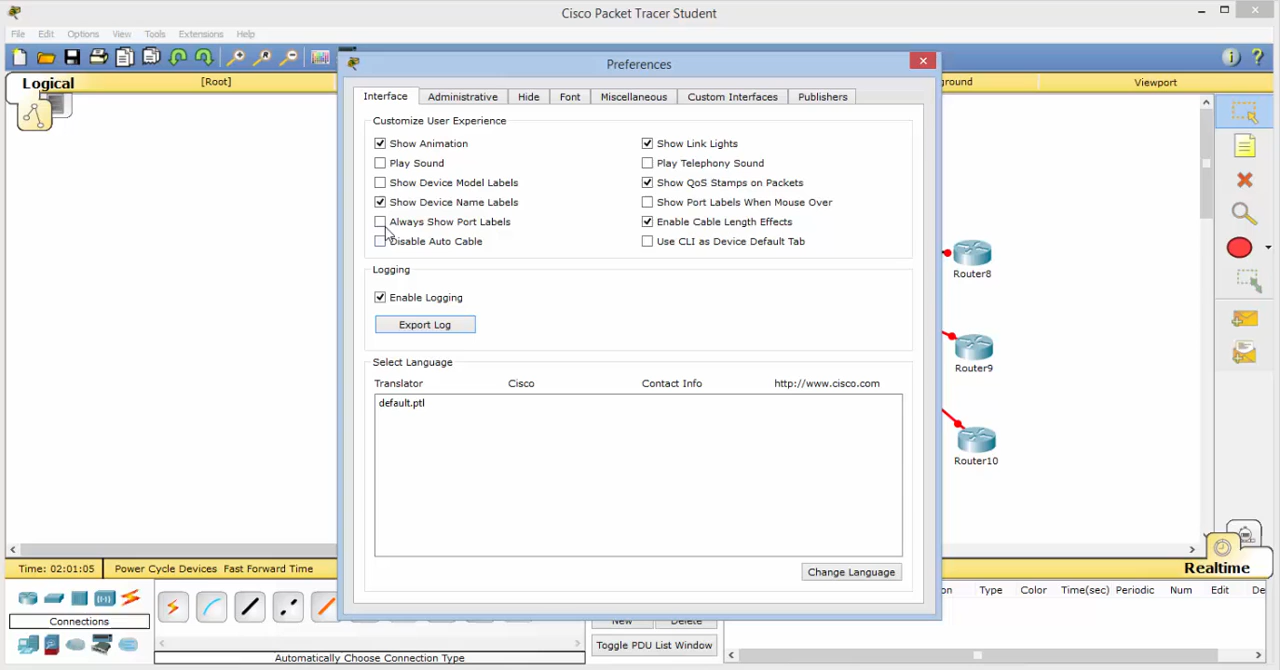 Cisco Packet Tracer Student
File Edit Options View Tools Extensions Help
Preferences
Logical [Root] Viewport
Interface Administrative Hide Font Miscellaneous Custom Interfaces Publishers
Customize User Experience
Show Animation Show Link Lights
Play Sound Play Telephony Sound
Show Device Model Labels Show QoS Stamps on Packets
Show Device Name Labels Show Port Labels When Mouse Over
Always Show Port Labels Enable Cable Length Effects
Disable Auto Cable Use CLI as Device Default Tab
Logging
Enable Logging
Export Log
Select Language
Translator Cisco Contact Info http://www.cisco.com
default.ptl
Change Language
Router8
Router9
Router10
Time: 02:01:05 Power Cycle Devices Fast Forward Time
Realtime
Connections
Automatically Choose Connection Type
New Delete
Toggle PDU List Window
Type Color Time(sec) Periodic Num Edit